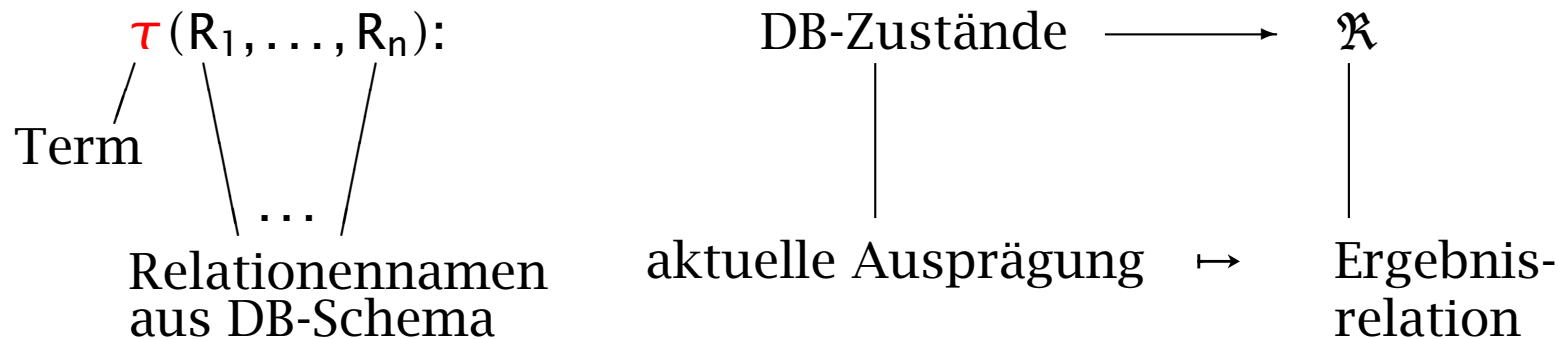 τ(R₁,...,Rₙ): DB-Zustände ⟶ ℜ
Term
...
aktuelle Ausprägung ↦ Ergebnis-
Relationennamen
aus DB-Schema relation